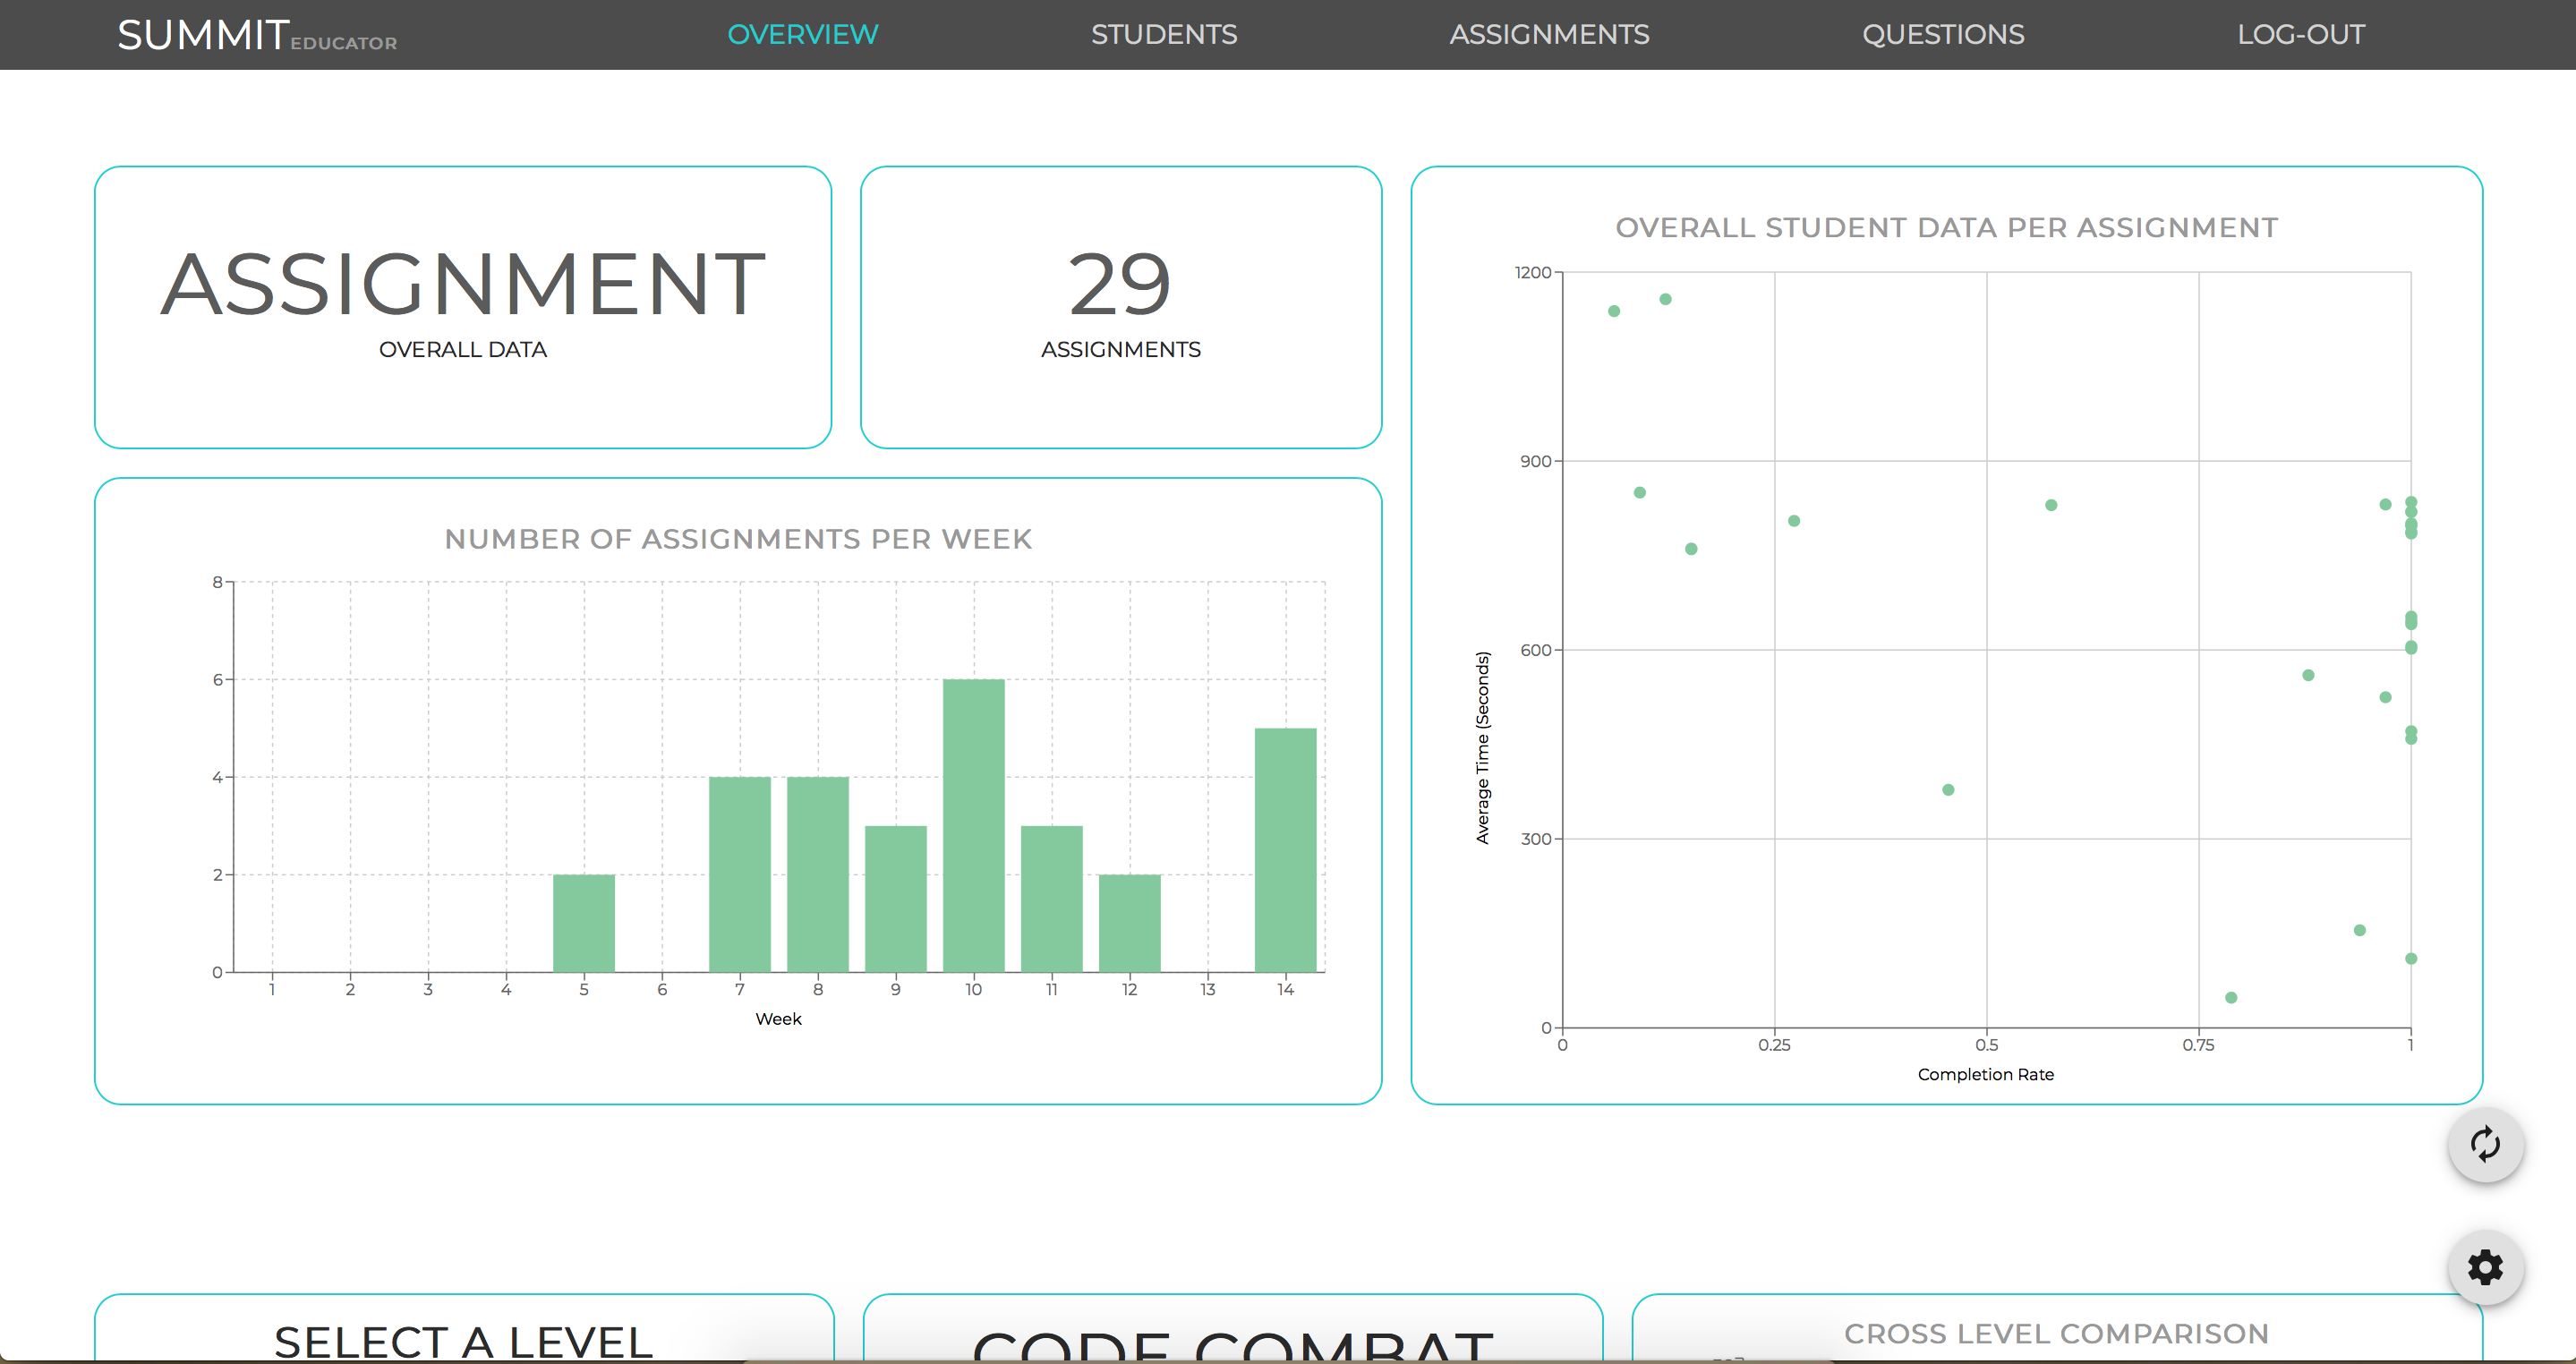 SUMMIT EDUCATOR OVERVIEW STUDENTS ASSIGNMENTS QUESTIONS LOG-OUT
ASSIGNMENT
OVERALL DATA
29
ASSIGNMENTS
NUMBER OF ASSIGNMENTS PER WEEK
8
6
4
2
0
1 2 3 4 5 6 7 8 9 10 11 12 13 14
Week
OVERALL STUDENT DATA PER ASSIGNMENT
1200
900
600
300
0
Average Time (Seconds)
0 0.25 0.5 0.75 1
Completion Rate
SELECT A LEVEL
CODE COMBAT
CROSS LEVEL COMPARISON